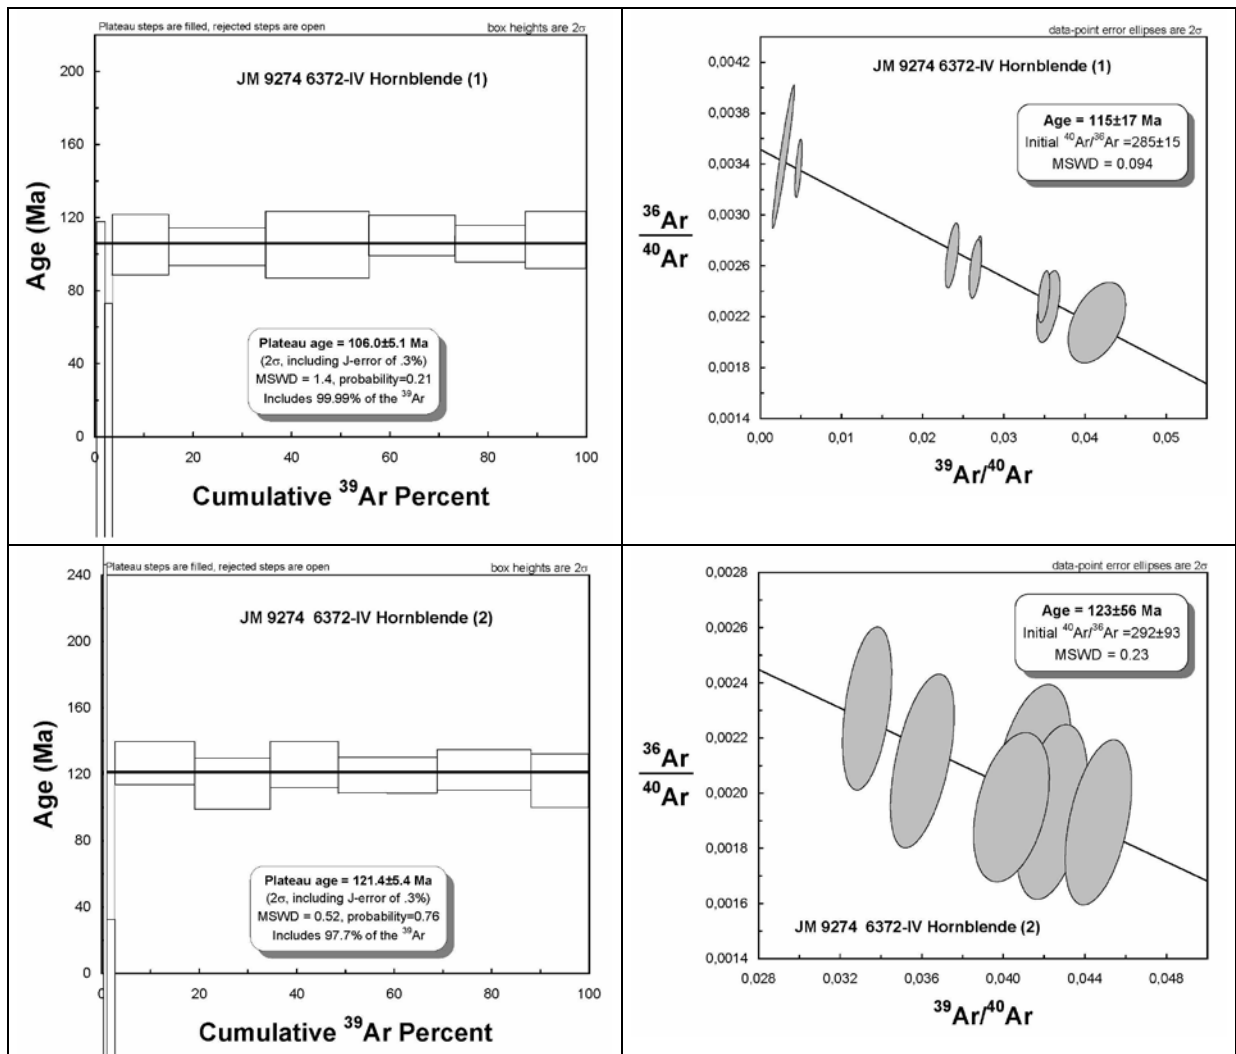 Plateau steps are filled, rejected steps are open
box heights are 2σ
JM 9274 6372-IV Hornblende (1)
Age (Ma)
200
160
120
80
40
0
Plateau age = 106.0±5.1 Ma
(2σ, including J-error of .3%)
MSWD = 1.4, probability=0.21
Includes 99.99% of the ³⁹Ar
0 20 40 60 80 100
Cumulative ³⁹Ar Percent
data-point error ellipses are 2σ
JM 9274 6372-IV Hornblende (1)
Age = 115±17 Ma
Initial ⁴⁰Ar/³⁶Ar =285±15
MSWD = 0.094
³⁶Ar
⁴⁰Ar
0,0042
0,0038
0,0034
0,0030
0,0026
0,0022
0,0018
0,0014
0,00 0,01 0,02 0,03 0,04 0,05
³⁹Ar/⁴⁰Ar
Plateau steps are filled, rejected steps are open
box heights are 2σ
JM 9274 6372-IV Hornblende (2)
Age (Ma)
240
200
160
120
80
40
0
Plateau age = 121.4±5.4 Ma
(2σ, including J-error of .3%)
MSWD = 0.52, probability=0.76
Includes 97.7% of the ³⁹Ar
0 20 40 60 80 100
Cumulative ³⁹Ar Percent
data-point error ellipses are 2σ
Age = 123±56 Ma
Initial ⁴⁰Ar/³⁶Ar =292±93
MSWD = 0.23
³⁶Ar
⁴⁰Ar
0,0028
0,0026
0,0024
0,0022
0,0020
0,0018
0,0016
0,0014
JM 9274 6372-IV Hornblende (2)
0,028 0,032 0,036 0,040 0,044 0,048
³⁹Ar/⁴⁰Ar